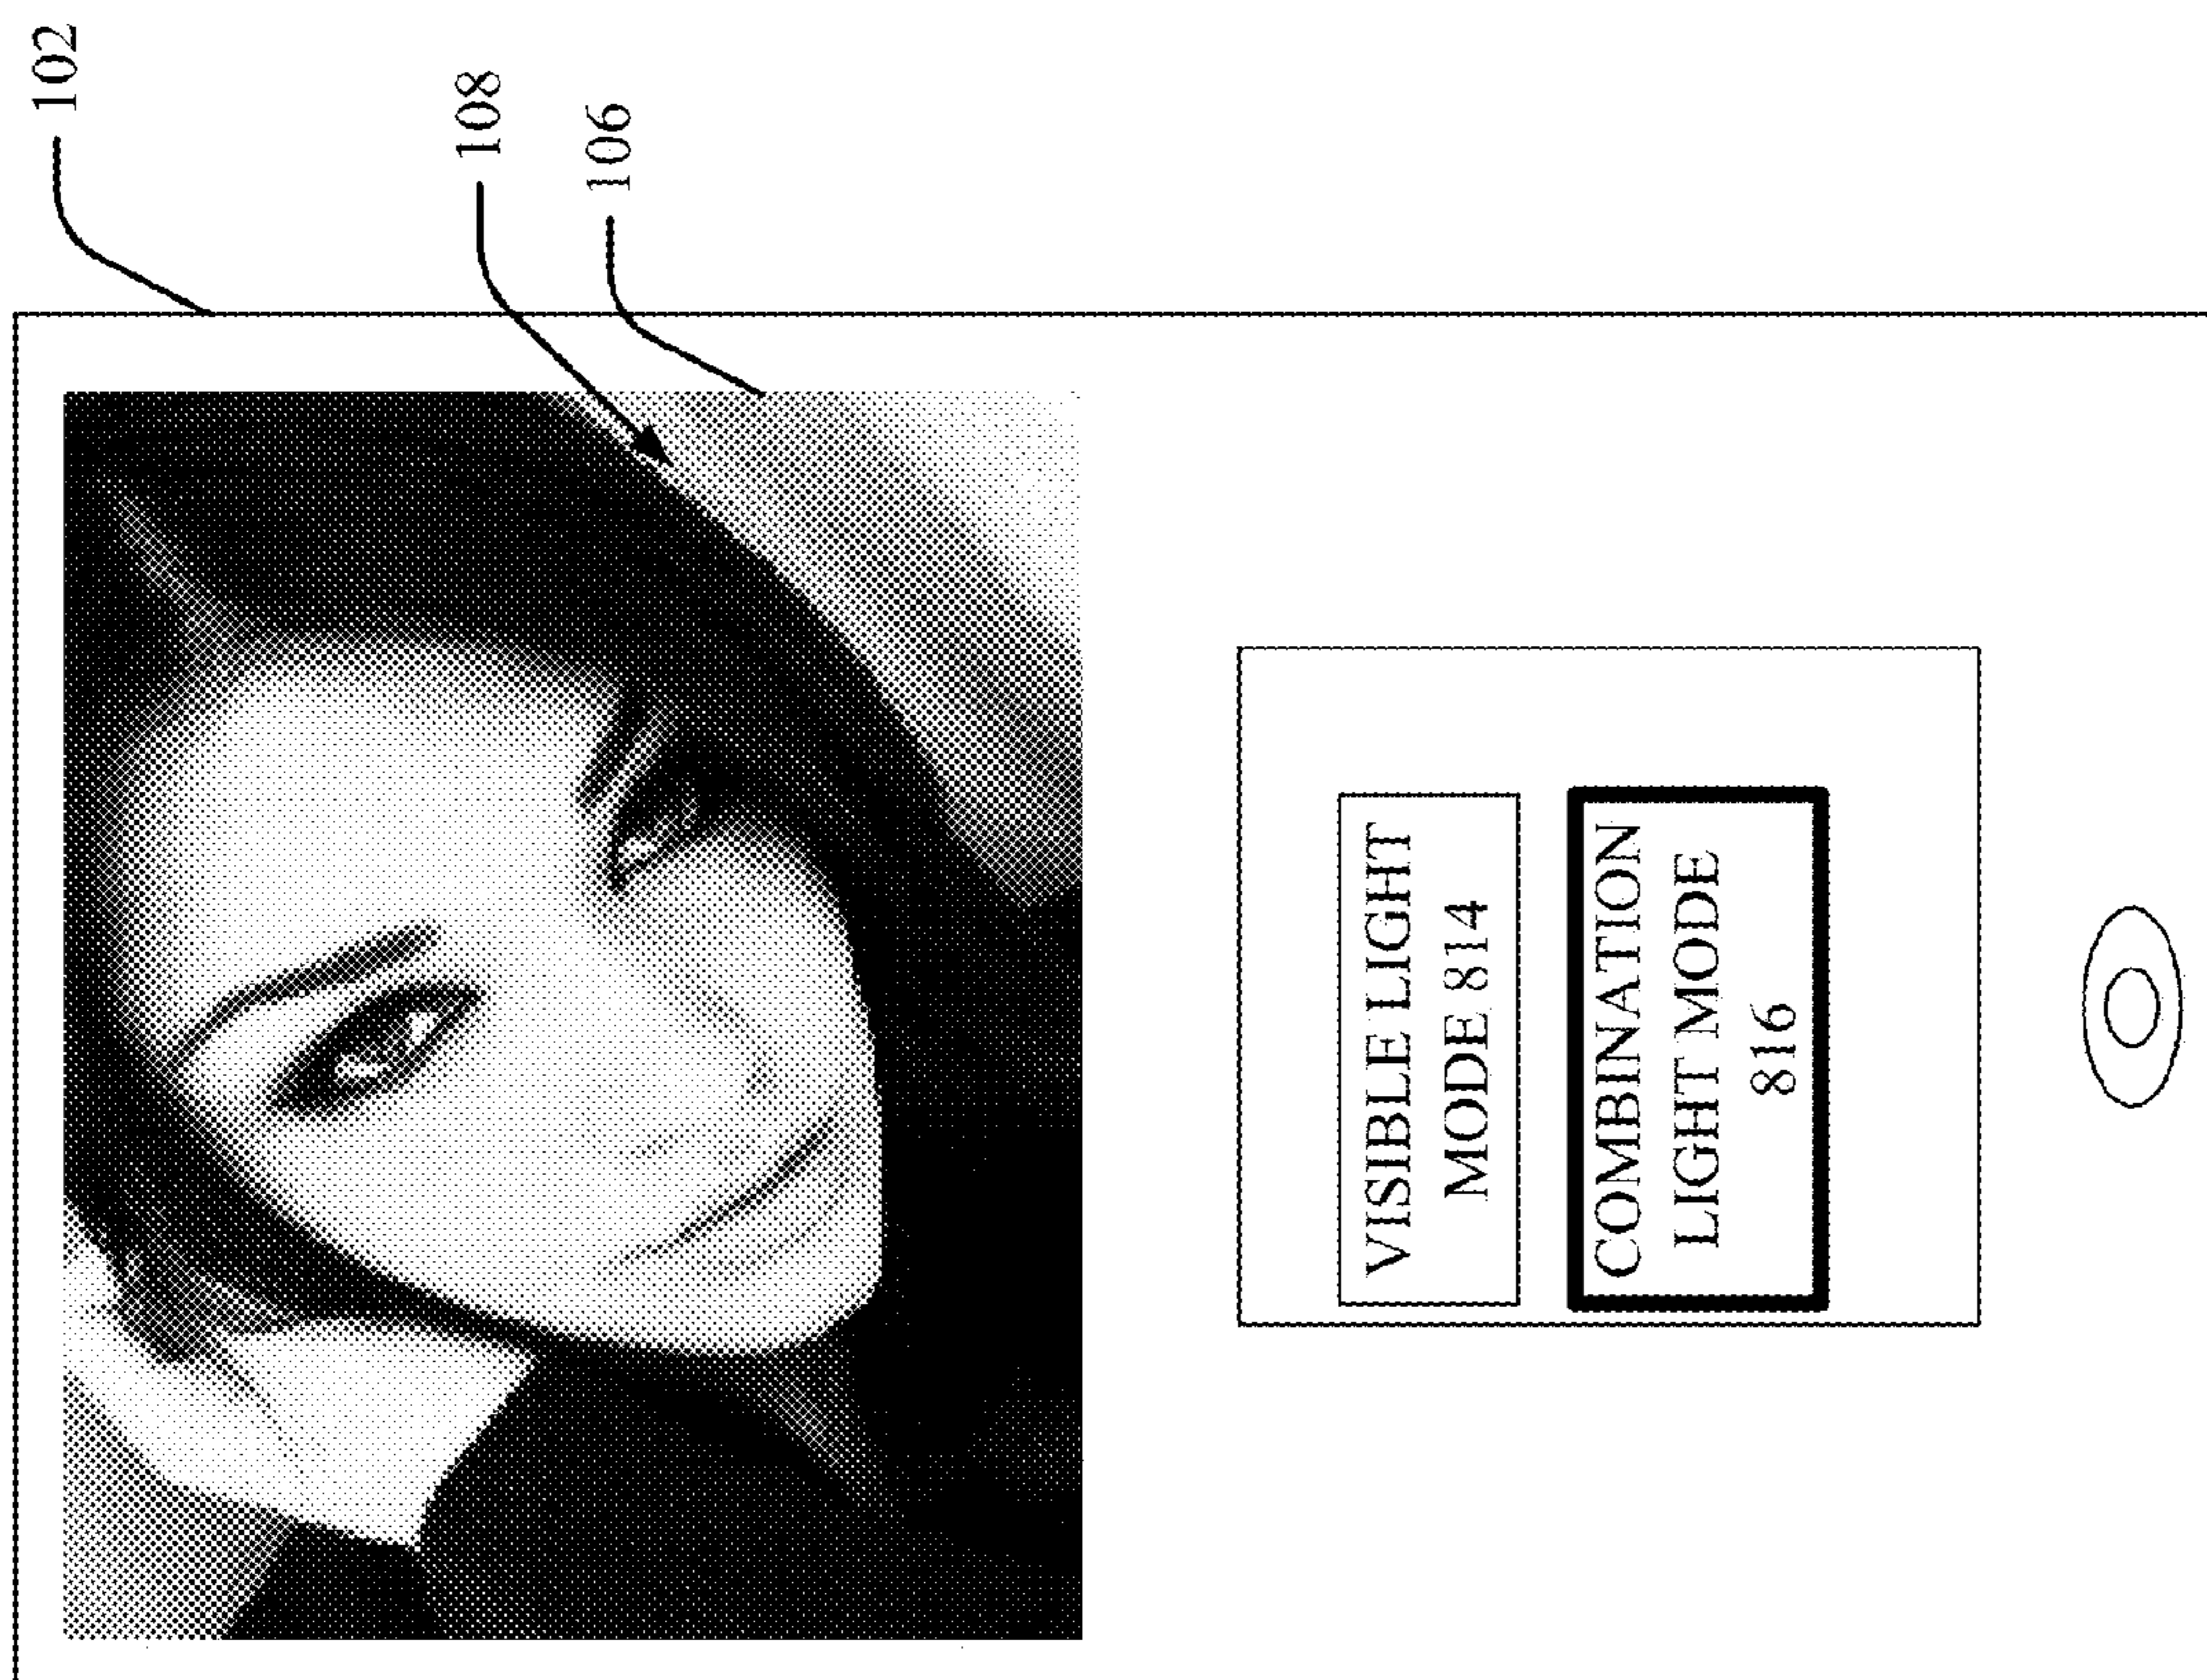 102
108
106
VISIBLE LIGHT
MODE 814
COMBINATION
LIGHT MODE
816